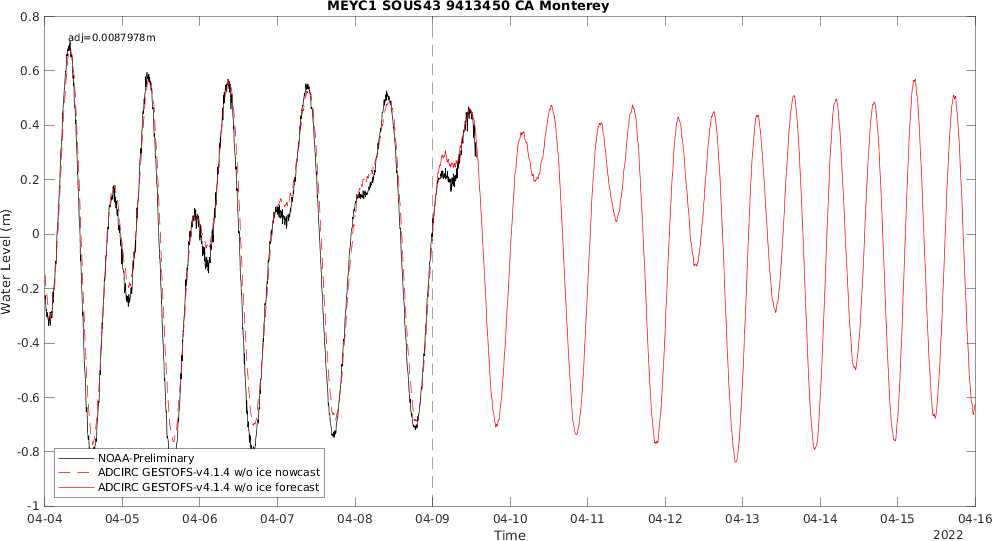 MEYC1 SOUS43 9413450 CA Monterey
adj=0.0087978m
0.8
0.6
0.4
0.2
0
-0.2
-0.4
-0.6
-0.8
-1
Water Level (m)
NOAA-Preliminary
ADCIRC GESTOFS-v4.1.4 w/o ice nowcast
ADCIRC GESTOFS-v4.1.4 w/o ice forecast
04-04 04-05 04-06 04-07 04-08 04-09 04-10 04-11 04-12 04-13 04-14 04-15 04-16
Time
2022